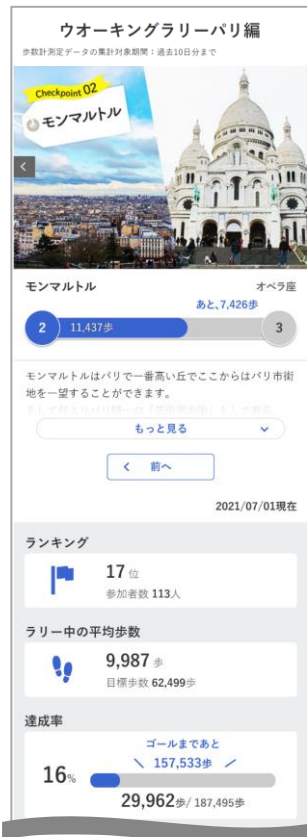 ウオーキングラリーパリ編
歩数計測定データの集計対象期間：過去10日分まで
Checkpoint 02
モンマルトル
モンマルトル
オペラ座
あと、7,426歩
2
11,437歩
3
モンマルトルはパリで一番高い丘でここからはパリ市街
地を一望することができます。
もっと見る
前へ
2021/07/01現在
ランキング
17 位
参加者数 113人
ラリー中の平均歩数
9,987 歩
目標歩数 62,499歩
達成率
ゴールまであと
157,533歩
16%
29,962歩/ 187,495歩